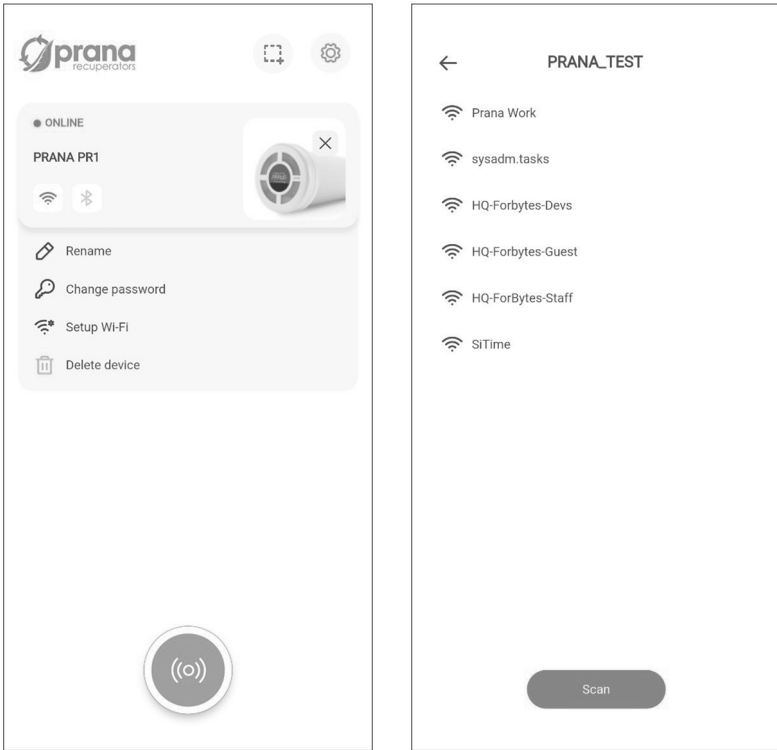 prana
recuperators
ONLINE
PRANA PR1
Rename
Change password
Setup Wi-Fi
Delete device
PRANA_TEST
Prana Work
sysadm.tasks
HQ-Forbytes-Devs
HQ-Forbytes-Guest
HQ-ForBytes-Staff
SiTime
Scan